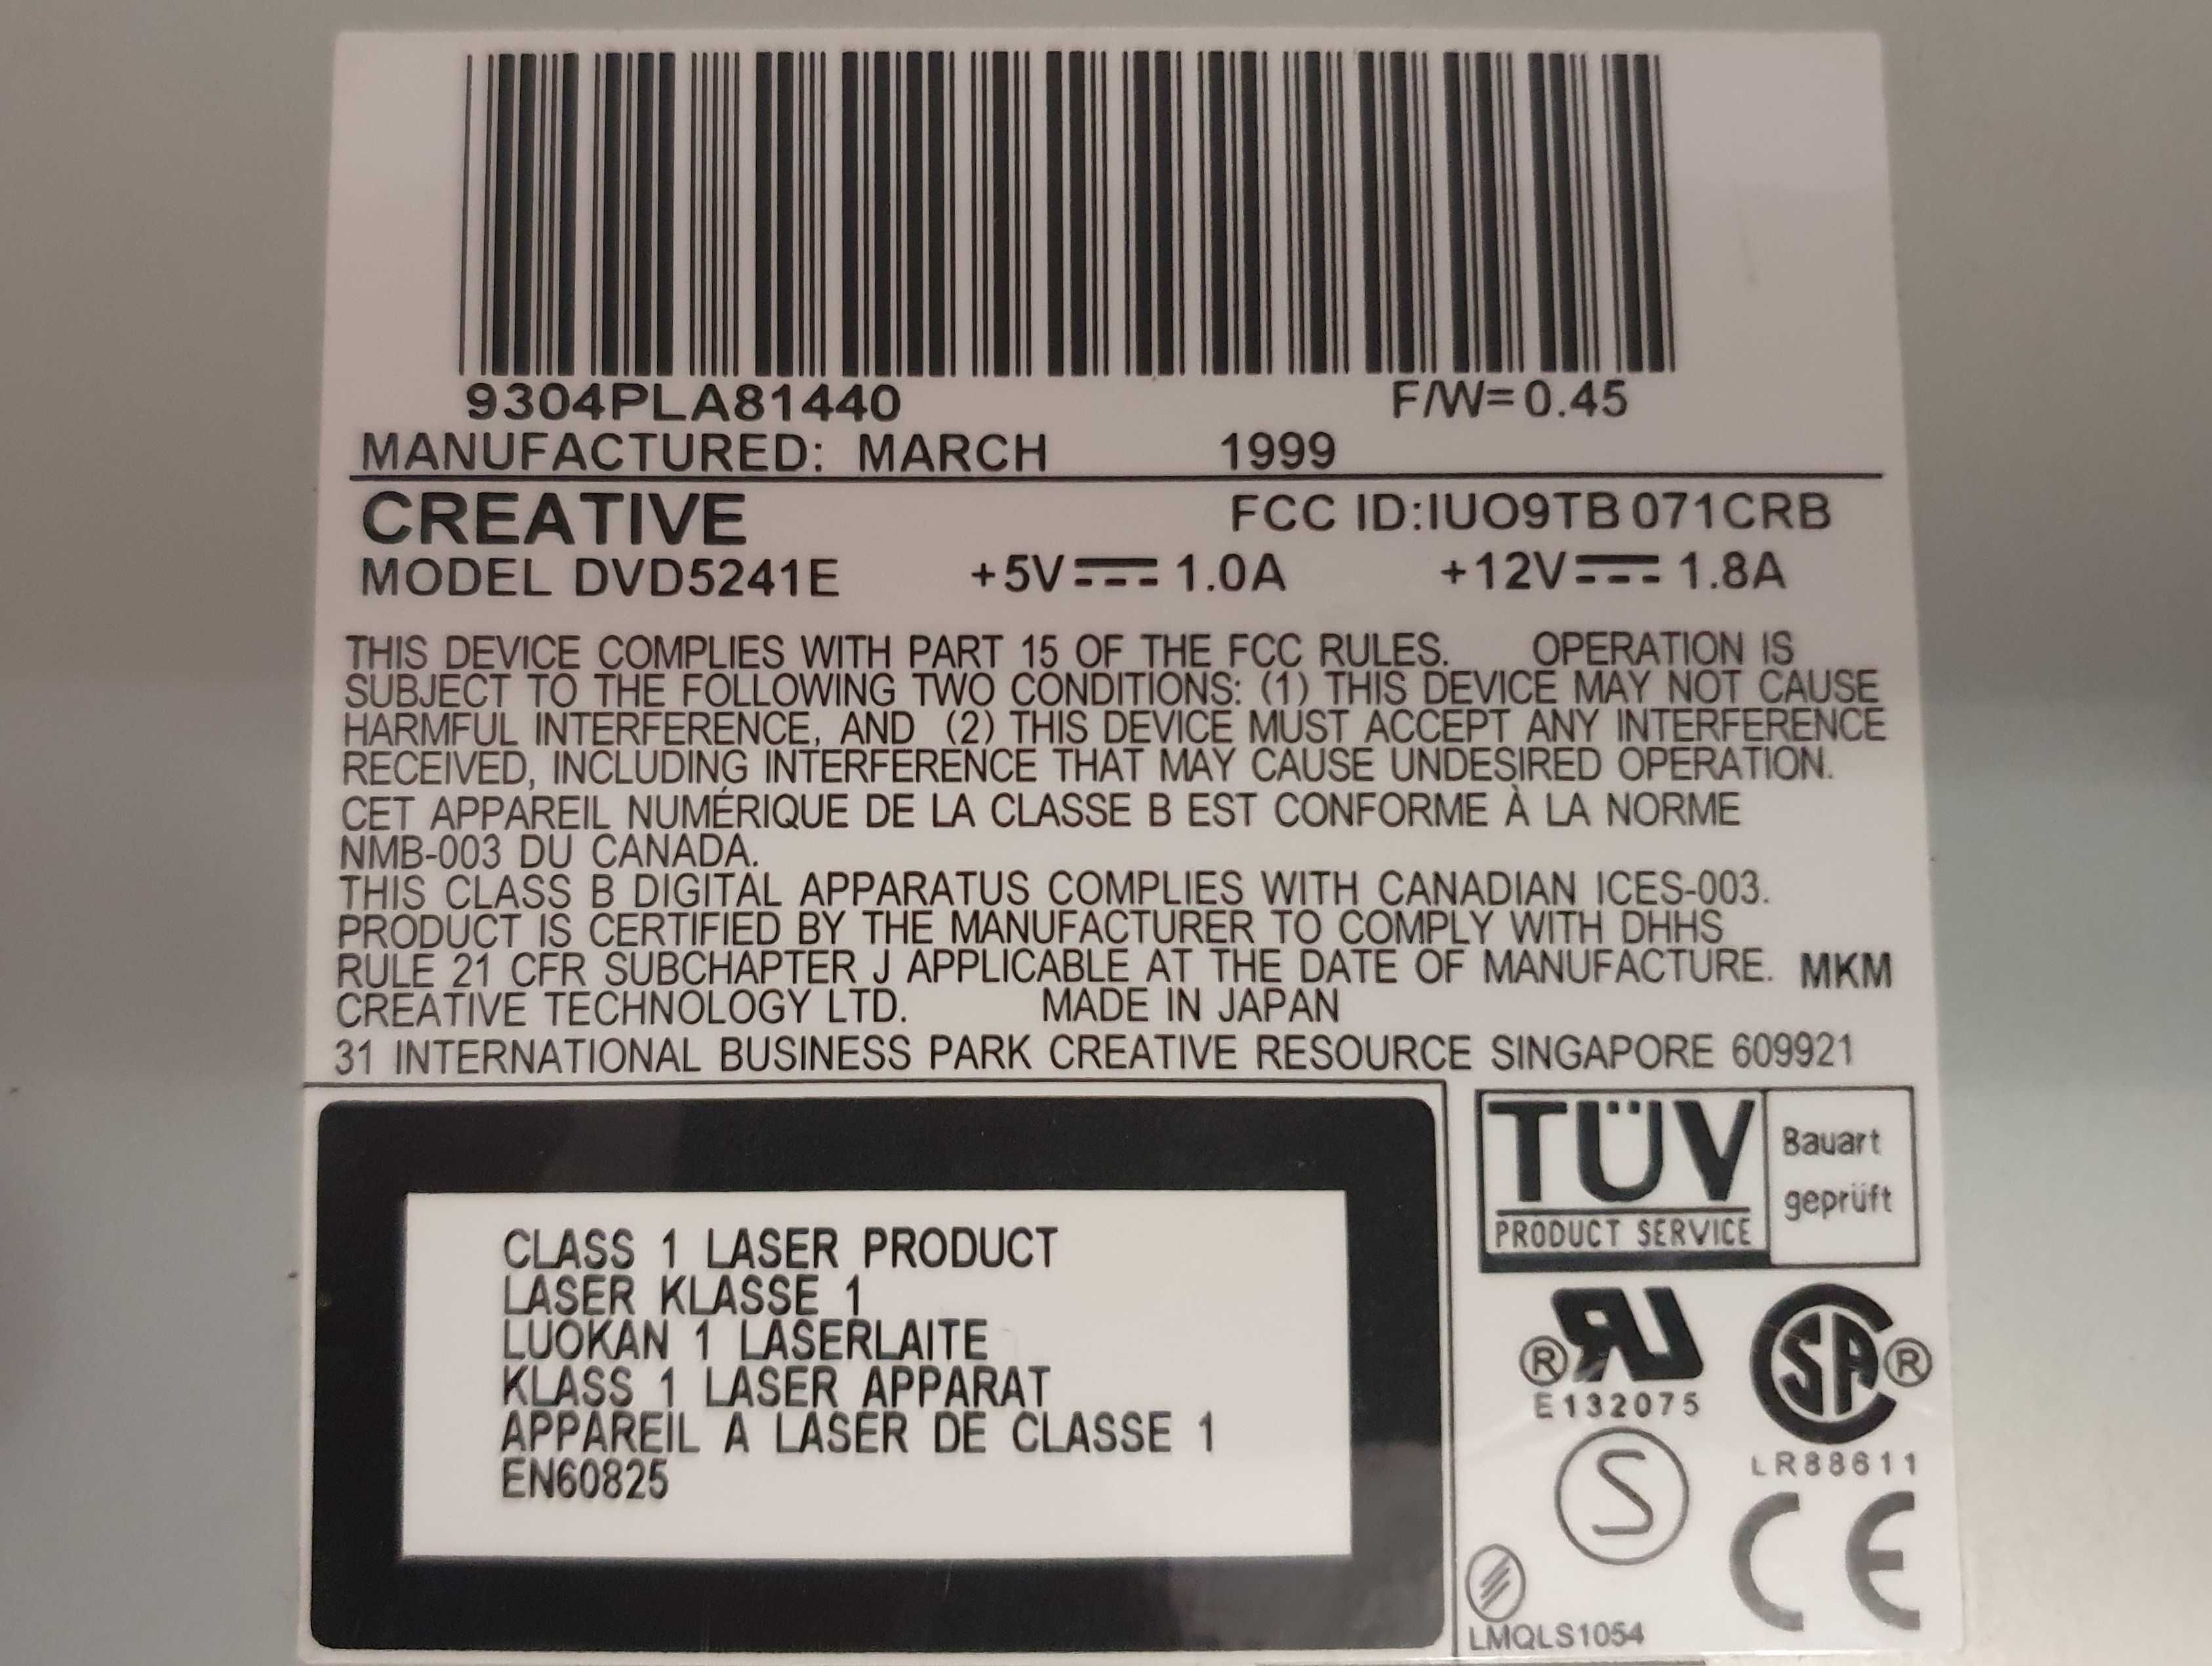 9304PLA81440 F/W=0.45
MANUFACTURED: MARCH 1999
CREATIVE FCC ID:IUO9TB071CRB
MODEL DVD5241E +5V⎓1.0A +12V⎓1.8A
THIS DEVICE COMPLIES WITH PART 15 OF THE FCC RULES. OPERATION IS
SUBJECT TO THE FOLLOWING TWO CONDITIONS: (1) THIS DEVICE MAY NOT CAUSE
HARMFUL INTERFERENCE, AND (2) THIS DEVICE MUST ACCEPT ANY INTERFERENCE
RECEIVED, INCLUDING INTERFERENCE THAT MAY CAUSE UNDESIRED OPERATION.
CET APPAREIL NUMÉRIQUE DE LA CLASSE B EST CONFORME À LA NORME
NMB-003 DU CANADA.
THIS CLASS B DIGITAL APPARATUS COMPLIES WITH CANADIAN ICES-003.
PRODUCT IS CERTIFIED BY THE MANUFACTURER TO COMPLY WITH DHHS
RULE 21 CFR SUBCHAPTER J APPLICABLE AT THE DATE OF MANUFACTURE. MKM
CREATIVE TECHNOLOGY LTD. MADE IN JAPAN
31 INTERNATIONAL BUSINESS PARK CREATIVE RESOURCE SINGAPORE 609921
CLASS 1 LASER PRODUCT
LASER KLASSE 1
LUOKAN 1 LASERLAITE
KLASS 1 LASER APPARAT
APPAREIL A LASER DE CLASSE 1
EN60825
TÜV
PRODUCT SERVICE
Bauart
geprüft
RU ®
E132075
SA ®
LR88611
S
CE
LMQLS1054